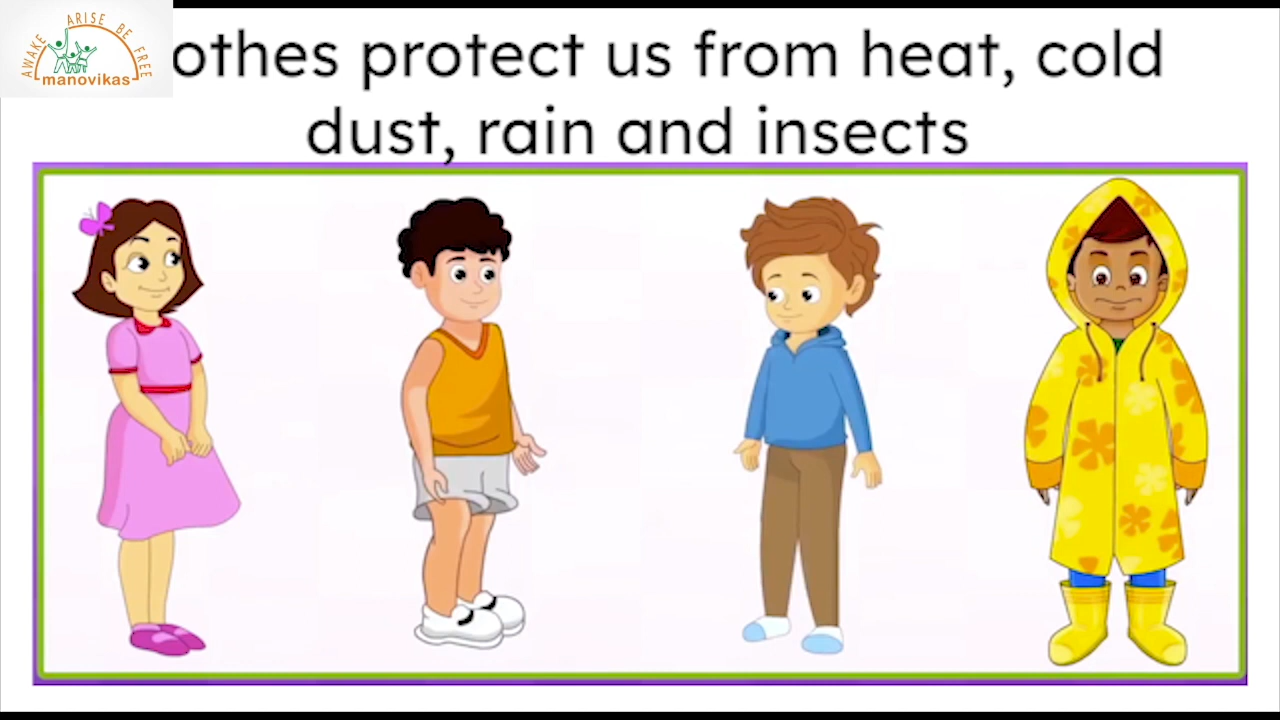 AWAKE ARISE BE FREE
manovikas
othes protect us from heat, cold
dust, rain and insects